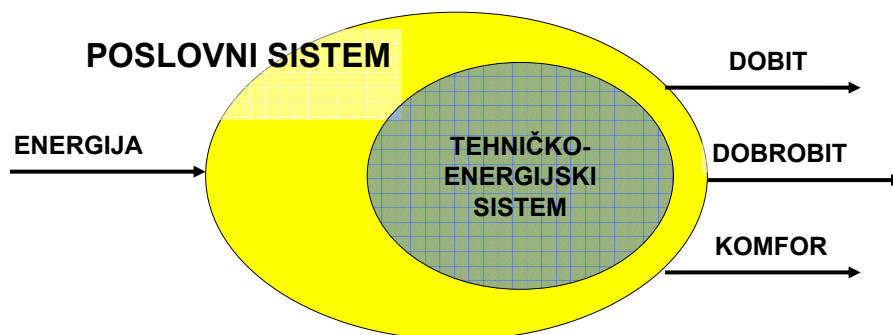 POSLOVNI SISTEM
DOBIT
ENERGIJA
TEHNIČKO-
ENERGIJSKI
SISTEM
DOBROBIT
KOMFOR